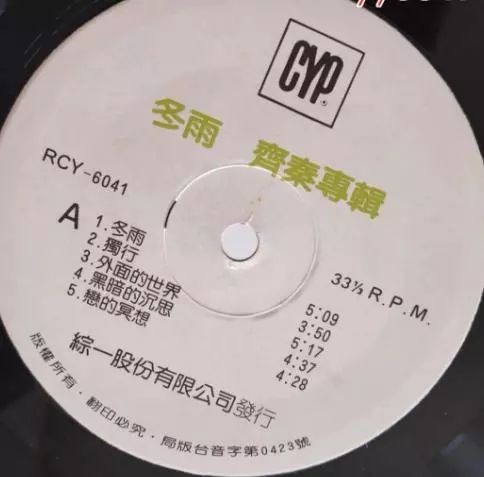 CYP
冬雨 齊秦專輯
RCY-6041
33⅓ R.P.M.
A
1.冬雨 5:09
2.獨行 3:50
3.外面的世界 5:17
4.黑暗的沉思 4:37
5.戀的冥想 4:28
綜一股份有限公司發行
版權所有．翻印必究．局版台音字第0423號